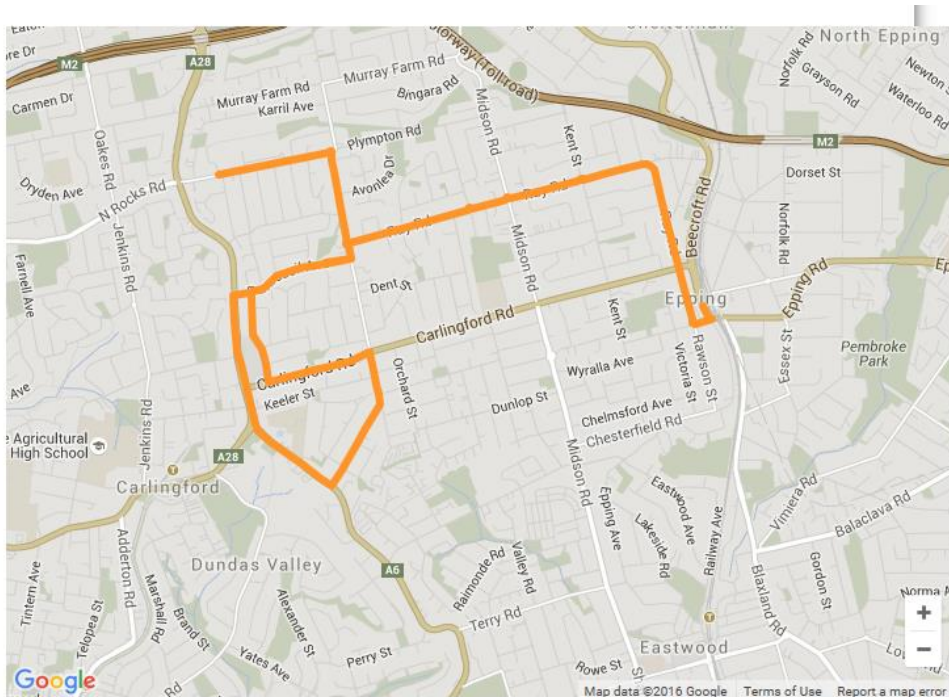 North Epping
M2
A28
Murray Farm Rd
Carmen Dr
Murray Farm Rd
Karril Ave
Bingara Rd
Midson Rd
Norfolk Rd
Grayson Rd
Waterloo Rd
Newton S
Oakes Rd
Plympton Rd
Kent St
M2
Dryden Ave
N Rocks Rd
Avonlea Dr
Dorset St
Beecroft Rd
Norfolk Rd
Jenkins Rd
Farnell Ave
Midson Rd
Dent St
Epping
Epping Rd
Kent St
Carlingford Rd
Carlingford Rd
Keeler St
Orchard St
Wyralla Ave
Victoria St
Rawson St
Essex St
Pembroke
Park
Dunlop St
Chelmsford Ave
Chesterfield Rd
e Agricultural
High School
Jenkins Rd
A28
Carlingford
Midson Rd
Epping Ave
Eastwood Ave
Lakeside Rd
Railway Ave
Vimiera Rd
Balaclava Rd
Adderton Rd
Dundas Valley
A6
Raimonde Rd
Valley Rd
Blaxland Rd
Gordon St
Norma A
Tintern Ave
Telopea St
Marshall Rd
Brand St
Alexander St
Yates Ave
Perry St
Terry Rd
Eastwood
Rowe St
+
−
Google
Map data ©2016 Google
Terms of Use
Report a map error